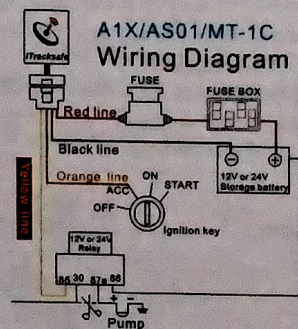 A1X/AS01/MT-1C
Wiring Diagram
iTracksafe
FUSE
FUSE BOX
Red line
Black line
12V or 24V
Storage battery
Orange line
ACC
ON
START
OFF
Ignition key
Yellow line
12V or 24V
Relay
85 30 87a 86
Pump